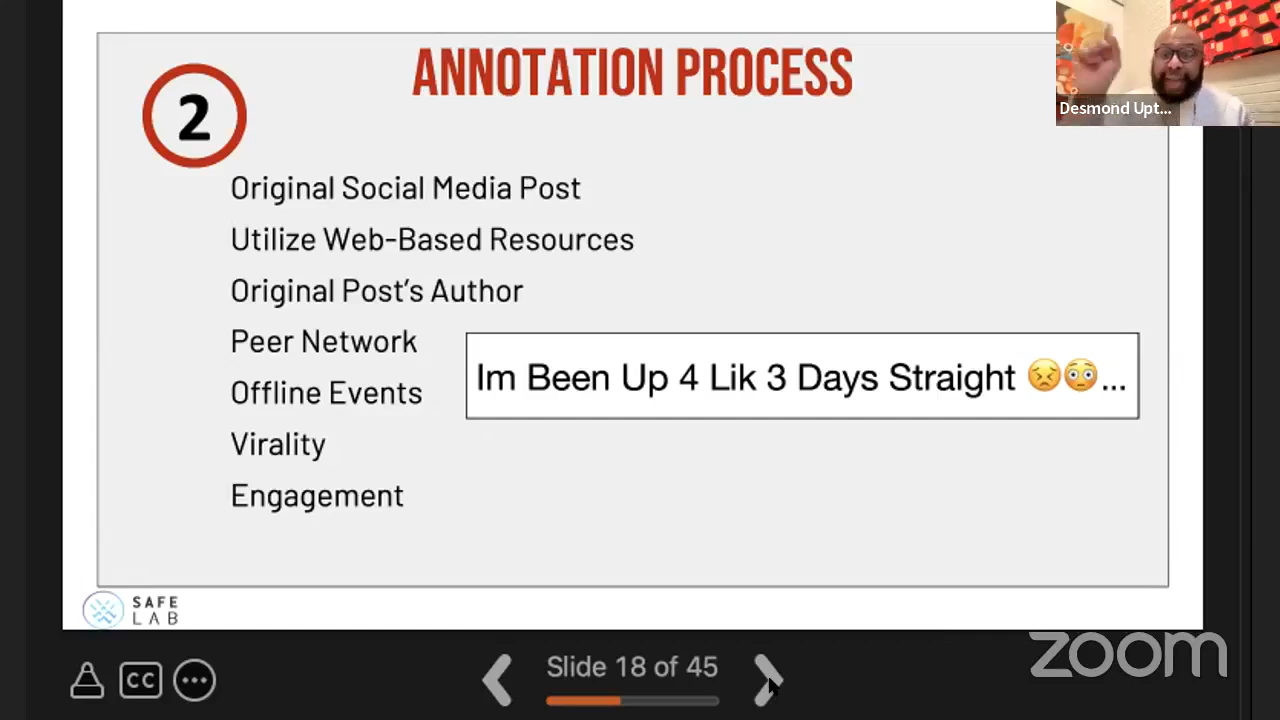 ANNOTATION PROCESS
2
Original Social Media Post
Utilize Web-Based Resources
Original Post's Author
Peer Network
Offline Events
Virality
Engagement
Im Been Up 4 Lik 3 Days Straight 😣😳...
Desmond Upt...
SAFE
LAB
CC
Slide 18 of 45
zoom